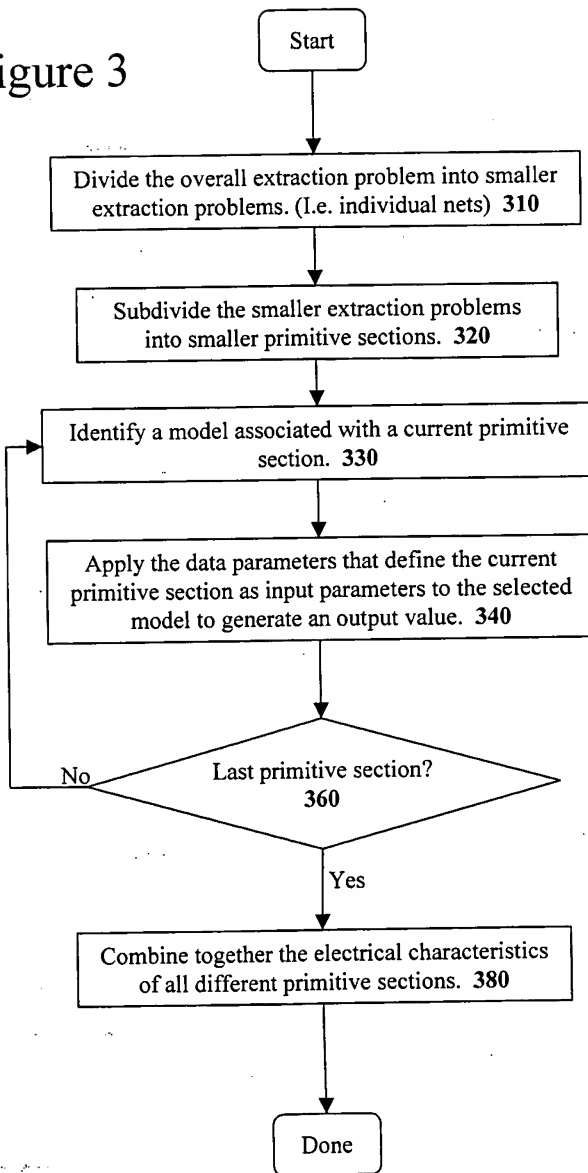 igure 3
Start
Divide the overall extraction problem into smaller
extraction problems. (I.e. individual nets) 310
Subdivide the smaller extraction problems
into smaller primitive sections. 320
Identify a model associated with a current primitive
section. 330
Apply the data parameters that define the current
primitive section as input parameters to the selected
model to generate an output value. 340
Last primitive section?
360
No
Yes
Combine together the electrical characteristics
of all different primitive sections. 380
Done